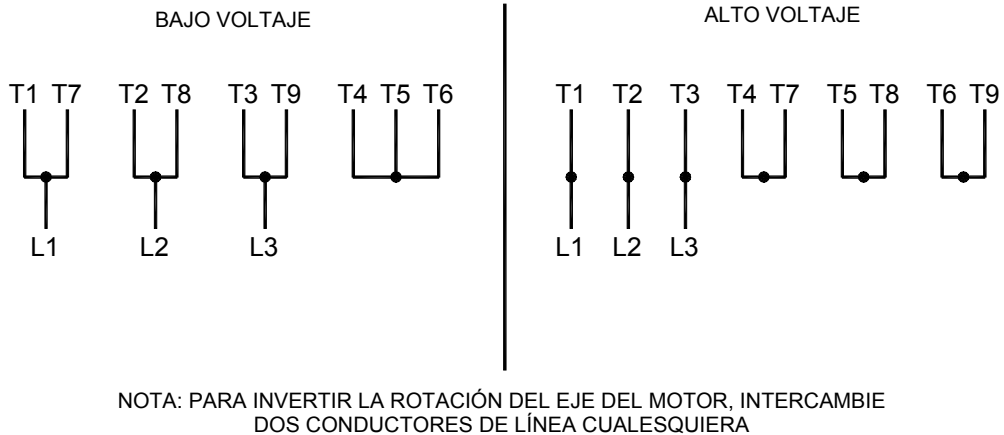 BAJO VOLTAJE
T1 T7 T2 T8 T3 T9 T4 T5 T6
L1 L2 L3
ALTO VOLTAJE
T1 T2 T3 T4 T7 T5 T8 T6 T9
L1 L2 L3
NOTA: PARA INVERTIR LA ROTACIÓN DEL EJE DEL MOTOR, INTERCAMBIE
DOS CONDUCTORES DE LÍNEA CUALESQUIERA